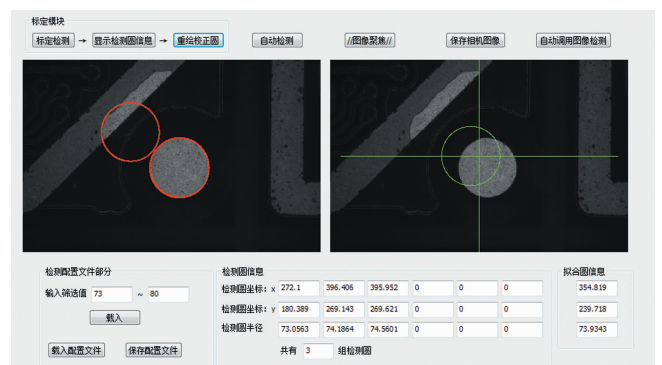 标定模块
标定检测 → 显示检测圆信息 → 重绘校正圆 自动检测 //图像聚焦// 保存相机图像 自动调用图像检测
检测配置文件部分 检测圆信息 拟合圆信息
输入筛选值 73 ~ 80 检测圆坐标: x 272.1 396.406 395.952 0 0 0 354.819
检测圆坐标: y 180.389 269.143 269.621 0 0 0 239.718
载入 检测圆半径 73.0563 74.1864 74.5601 0 0 0 73.9343
载入配置文件 保存配置文件 共有 3 组检测圆